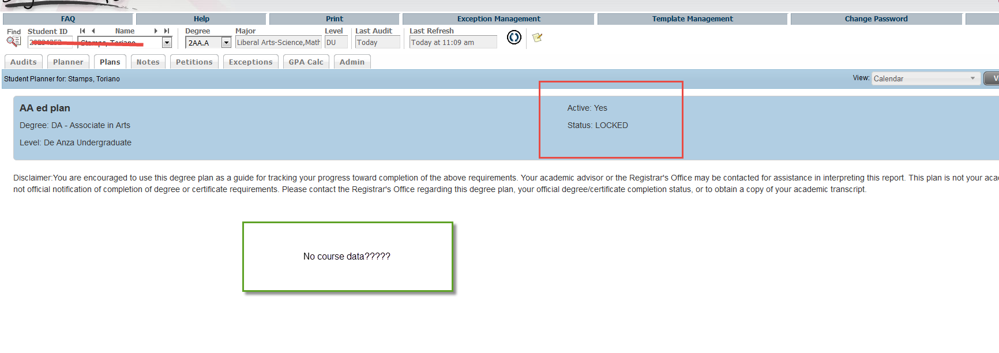 FAQ Help Print Exception Management Template Management Change Password
Find Student ID Name Degree Major Level Last Audit Last Refresh
Stamps, Toriano 2AA.A Liberal Arts-Science,Math DU Today Today at 11:09 am
Audits Planner Plans Notes Petitions Exceptions GPA Calc Admin
Student Planner for: Stamps, Toriano View: Calendar
AA ed plan Active: Yes
Degree: DA - Associate in Arts Status: LOCKED
Level: De Anza Undergraduate
Disclaimer:You are encouraged to use this degree plan as a guide for tracking your progress toward completion of the above requirements. Your academic advisor or the Registrar's Office may be contacted for assistance in interpreting this report. This plan is not your aca
not official notification of completion of degree or certificate requirements. Please contact the Registrar's Office regarding this degree plan, your official degree/certificate completion status, or to obtain a copy of your academic transcript.
No course data?????